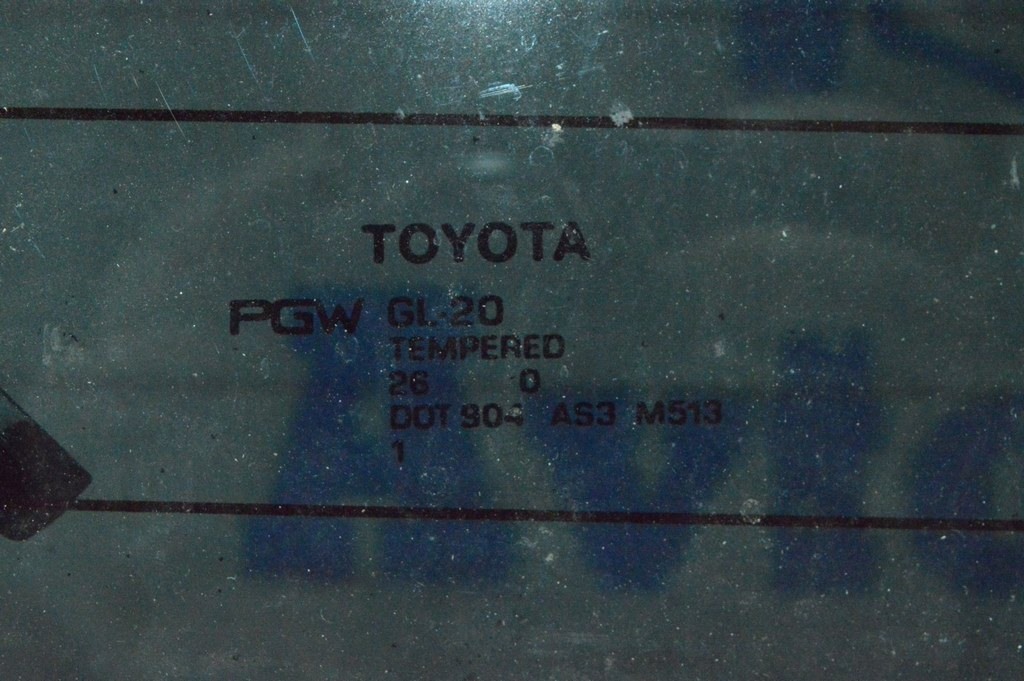 TOYOTA
PGW GL-20
TEMPERED
26 0
DOT 904 AS3 M513
1